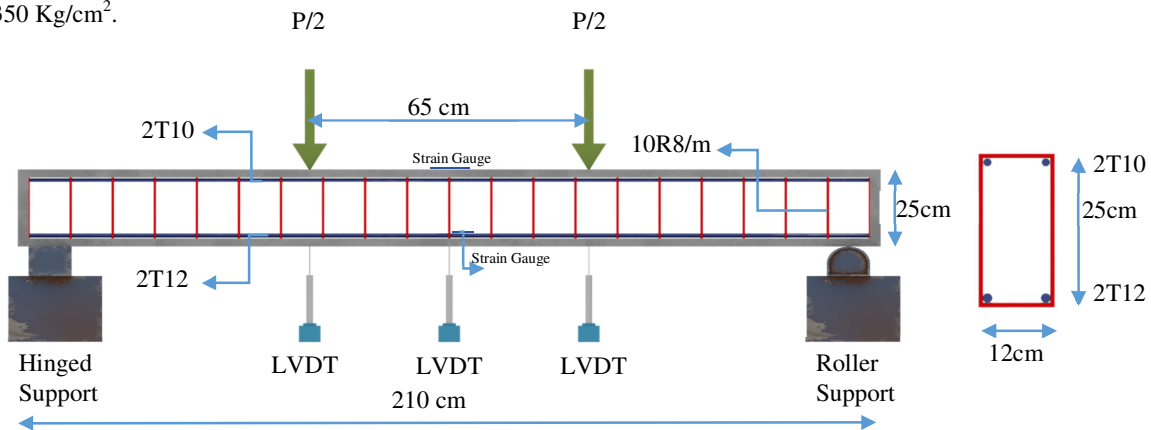 350 Kg/cm².
P/2
P/2
65 cm
2T10
10R8/m
Strain Gauge
2T10
25cm
25cm
Strain Gauge
2T12
2T12
12cm
Hinged
Support
LVDT
LVDT
LVDT
Roller
Support
210 cm